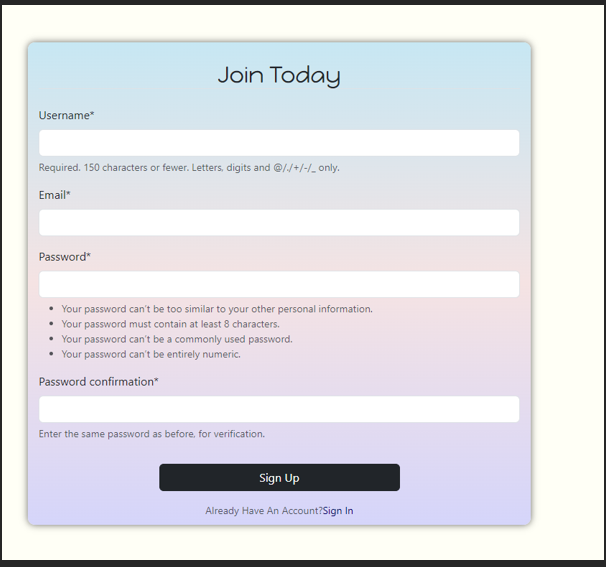 Join Today
Username*
Required. 150 characters or fewer. Letters, digits and @/./+/-/_ only.
Email*
Password*
• Your password can't be too similar to your other personal information.
• Your password must contain at least 8 characters.
• Your password can't be a commonly used password.
• Your password can't be entirely numeric.
Password confirmation*
Enter the same password as before, for verification.
Sign Up
Already Have An Account?Sign In